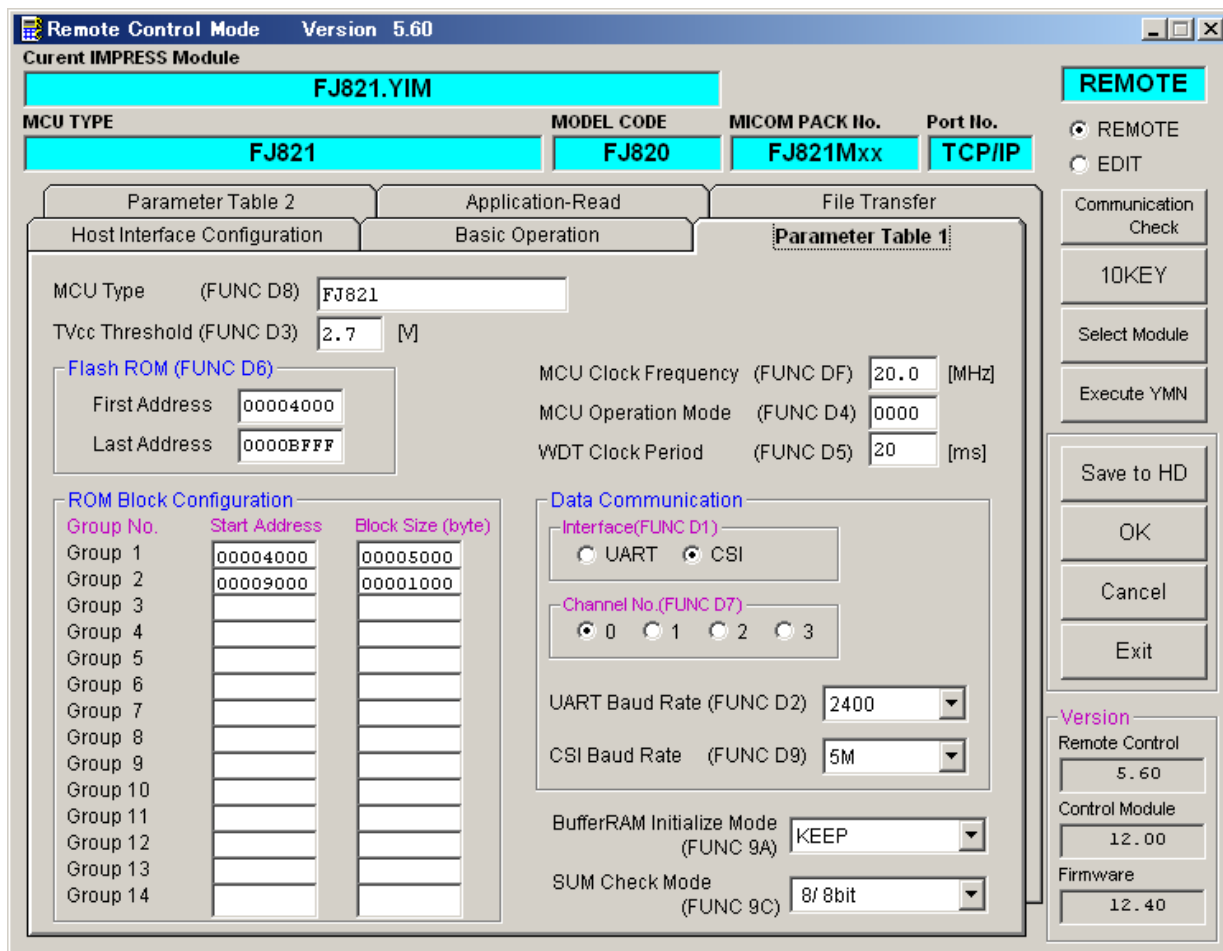 Remote Control Mode Version 5.60
Curent IMPRESS Module
FJ821.YIM
REMOTE
MCU TYPE MODEL CODE MICOM PACK No. Port No.
FJ821 FJ820 FJ821Mxx TCP/IP
REMOTE
EDIT
Parameter Table 2 Application-Read File Transfer
Host Interface Configuration Basic Operation Parameter Table 1
MCU Type (FUNC D8) FJ821
TVcc Threshold (FUNC D3) 2.7 [V]
Flash ROM (FUNC D6)
First Address 00004000
Last Address 0000BFFF
MCU Clock Frequency (FUNC DF) 20.0 [MHz]
MCU Operation Mode (FUNC D4) 0000
WDT Clock Period (FUNC D5) 20 [ms]
ROM Block Configuration
Group No. Start Address Block Size (byte)
Group 1 00004000 00005000
Group 2 00009000 00001000
Group 3
Group 4
Group 5
Group 6
Group 7
Group 8
Group 9
Group 10
Group 11
Group 12
Group 13
Group 14
Data Communication
Interface(FUNC D1)
UART CSI
Channel No.(FUNC D7)
0 1 2 3
UART Baud Rate (FUNC D2) 2400
CSI Baud Rate (FUNC D9) 5M
BufferRAM Initialize Mode
(FUNC 9A) KEEP
SUM Check Mode
(FUNC 9C) 8/ 8bit
Communication
Check
10KEY
Select Module
Execute YMN
Save to HD
OK
Cancel
Exit
Version
Remote Control
5.60
Control Module
12.00
Firmware
12.40